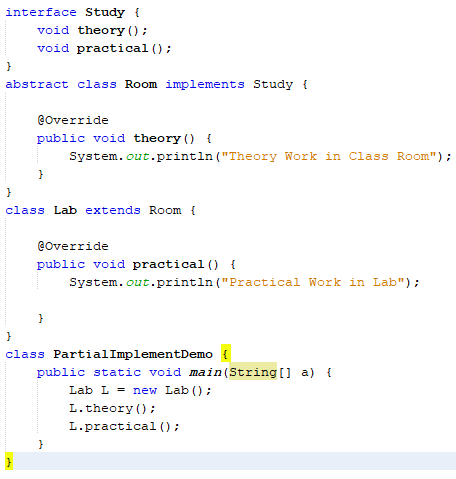 interface Study {
    void theory();
    void practical();
}
abstract class Room implements Study {

    @Override
    public void theory() {
        System.out.println("Theory Work in Class Room");
    }
}
class Lab extends Room {

    @Override
    public void practical() {
        System.out.println("Practical Work in Lab");

    }
}
class PartialImplementDemo {
    public static void main(String[] a) {
        Lab L = new Lab();
        L.theory();
        L.practical();
    }
}